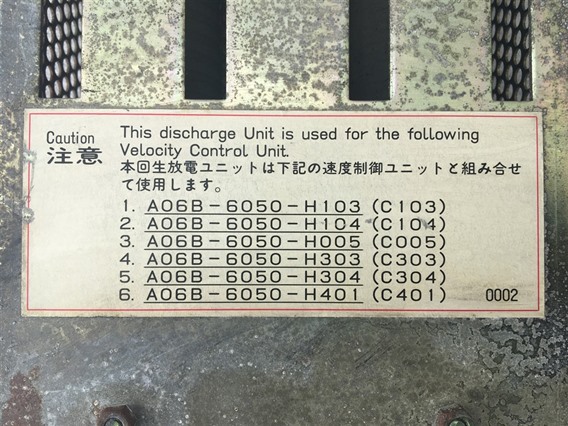 Caution
注意
This discharge Unit is used for the following
Velocity Control Unit.
本回生放電ユニットは下記の速度制御ユニットと組み合せ
て使用します。
1. A06B-6050-H103 (C103)
2. A06B-6050-H104 (C104)
3. A06B-6050-H005 (C005)
4. A06B-6050-H303 (C303)
5. A06B-6050-H304 (C304)
6. A06B-6050-H401 (C401)
0002